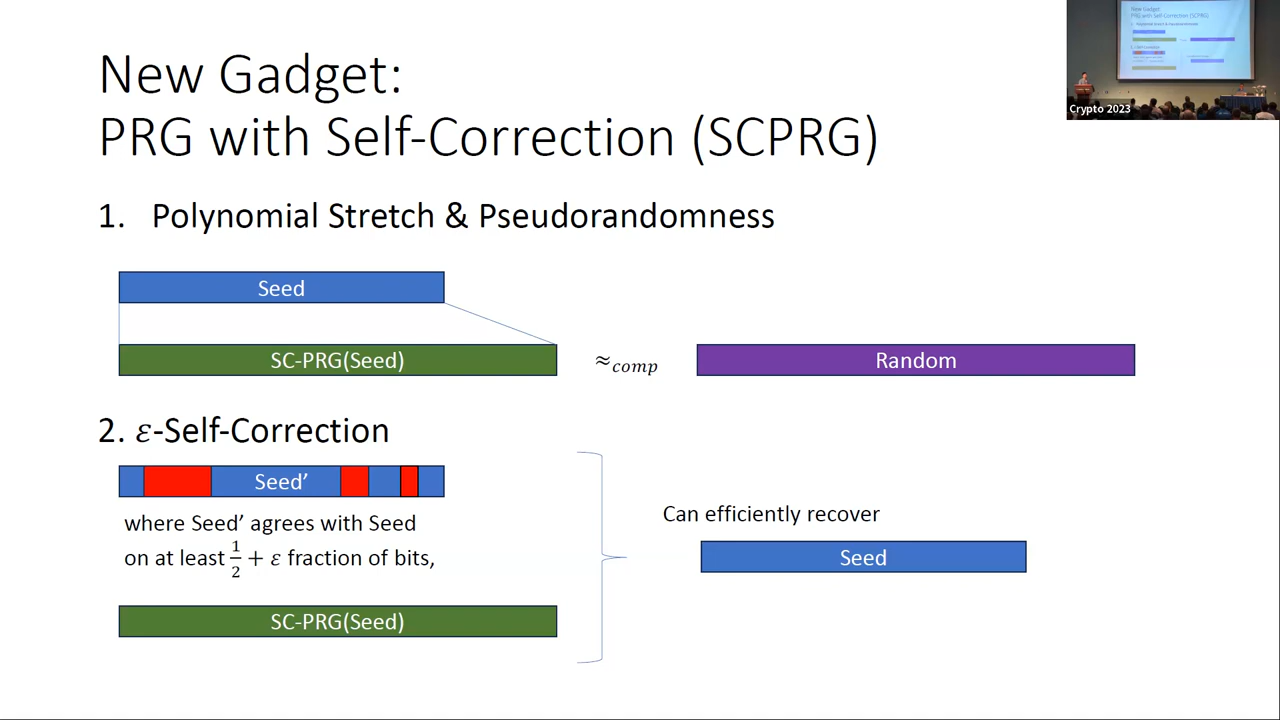 New Gadget:
PRG with Self-Correction (SCPRG)
Crypto 2023
1. Polynomial Stretch & Pseudorandomness
Seed
SC-PRG(Seed)
≈comp
Random
2. ε-Self-Correction
Seed’
where Seed’ agrees with Seed
on at least 1/2 + ε fraction of bits,
SC-PRG(Seed)
Can efficiently recover
Seed